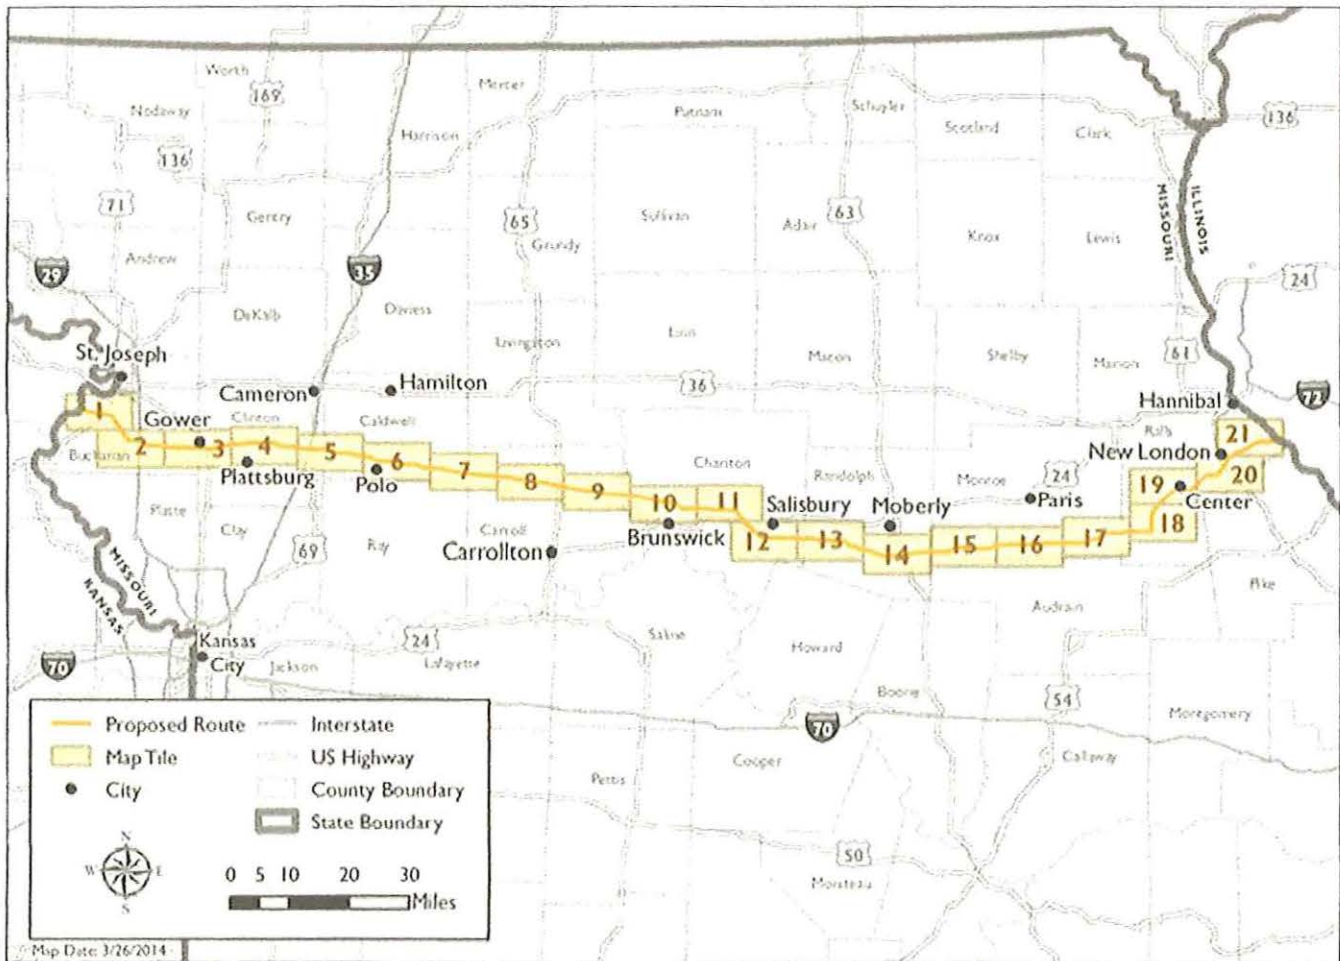 Worth
169
Mercer
Nodaway
Putnam
Schuyler
Scotland
Clark
136
Harrison
136
71
Gentry
65
Sullivan
Adair
63
Knox
Lewis
MISSOURI
ILLINOIS
Grundy
Andrew
29
35
24
DeKalb
Daviess
Livingston
Linn
Macon
Shelby
Marion
61
St. Joseph
Cameron
Hamilton
36
Hannibal
72
1
Gower
Clinton
Caldwell
Ralls
21
Buchanan
2
3
4
5
6
7
8
9
10
11
Chariton
Randolph
Monroe
24
New London
20
19
Plattsburg
Polo
Paris
Center
Platte
Clay
69
Ray
Carroll
Carrollton
Brunswick
Salisbury
Moberly
12
13
14
15
16
17
18
MISSOURI
KANSAS
Audrain
Pike
Kansas
City
70
Jackson
24
Lafayette
Saline
Howard
Boone
54
Montgomery
70
Cooper
Callaway
Pettis
50
Moniteau
Proposed Route
Interstate
Map Tile
US Highway
City
County Boundary
State Boundary
N
W
E
S
0 5 10 20 30
Miles
Map Date: 3/26/2014